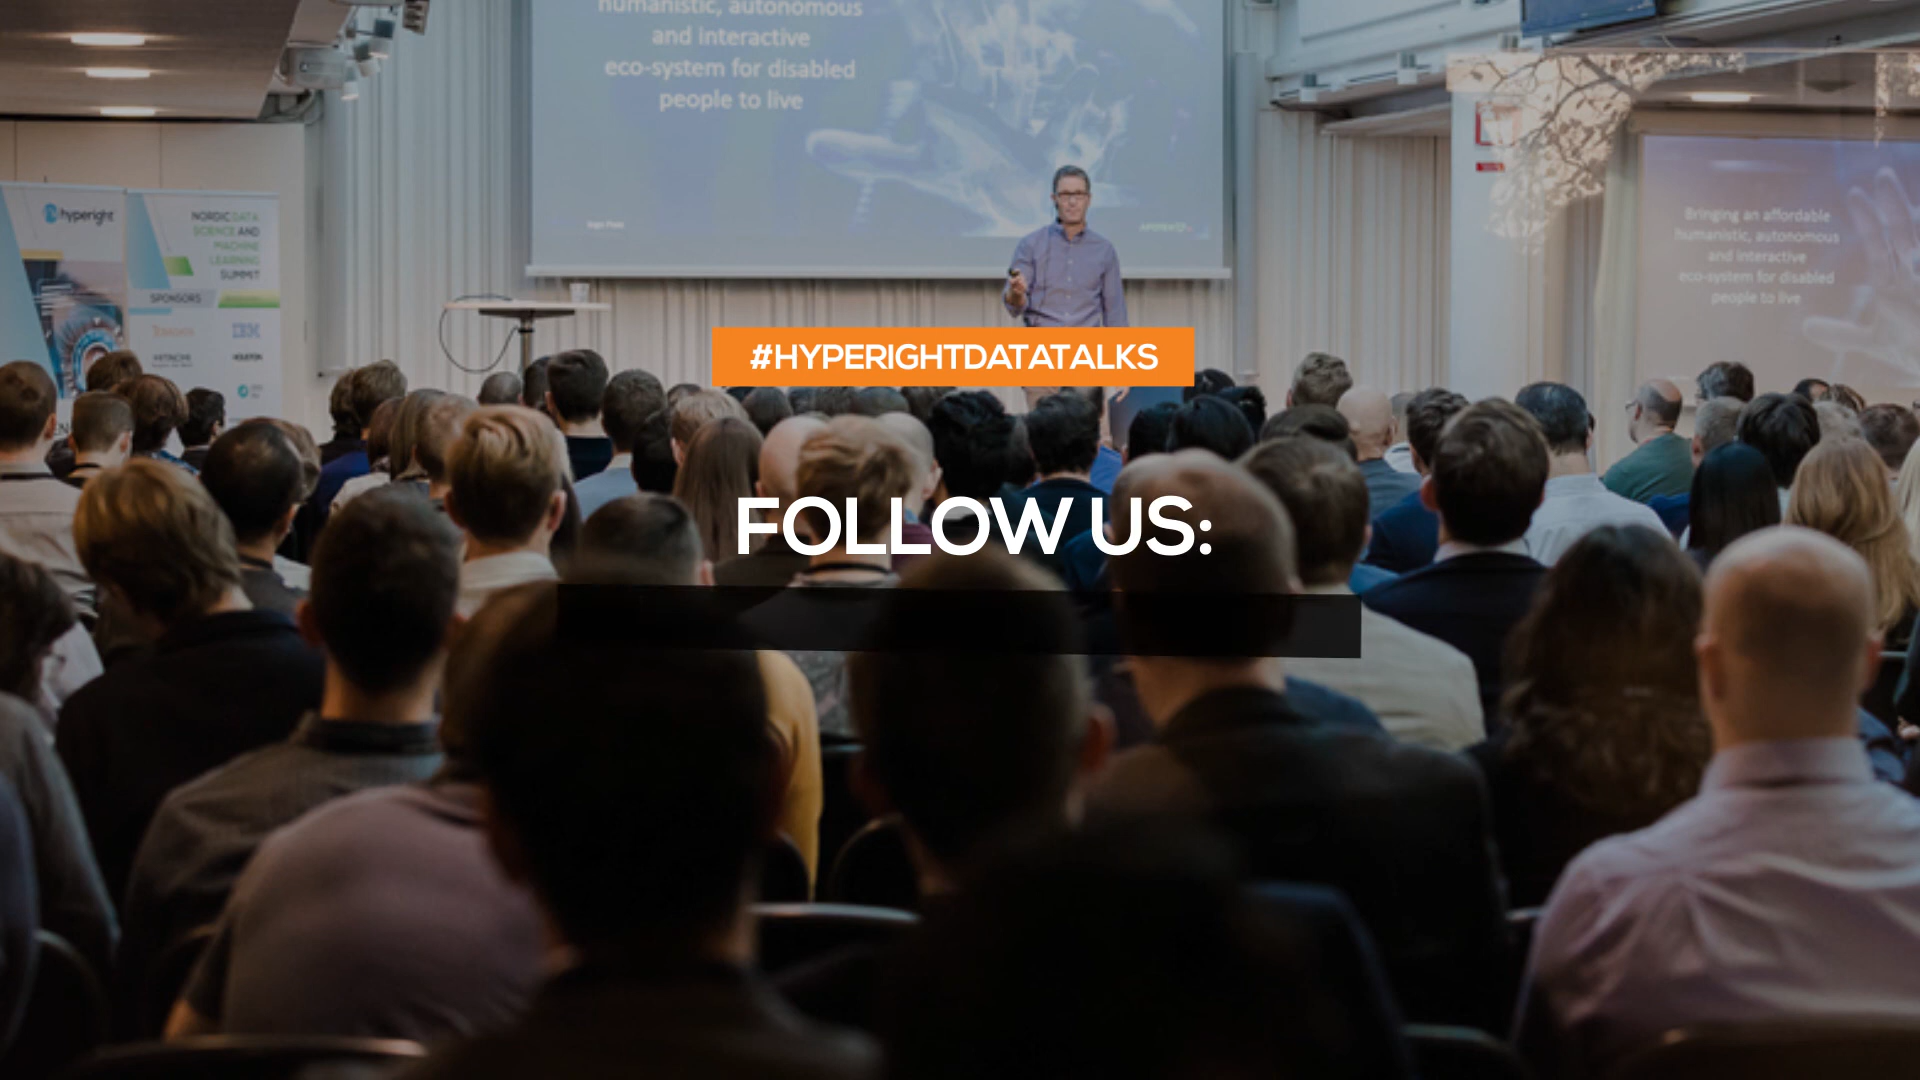 humanistic, autonomous
and interactive
eco-system for disabled
people to live
hyperight
NORDIC DATA
SCIENCE AND
MACHINE
LEARNING
SUMMIT
SPONSORS
IBM
HITACHI
HOUSTON
Bringing an affordable
humanistic, autonomous
and interactive
eco-system for disabled
people to live
#HYPERIGHTDATATALKS
FOLLOW US: